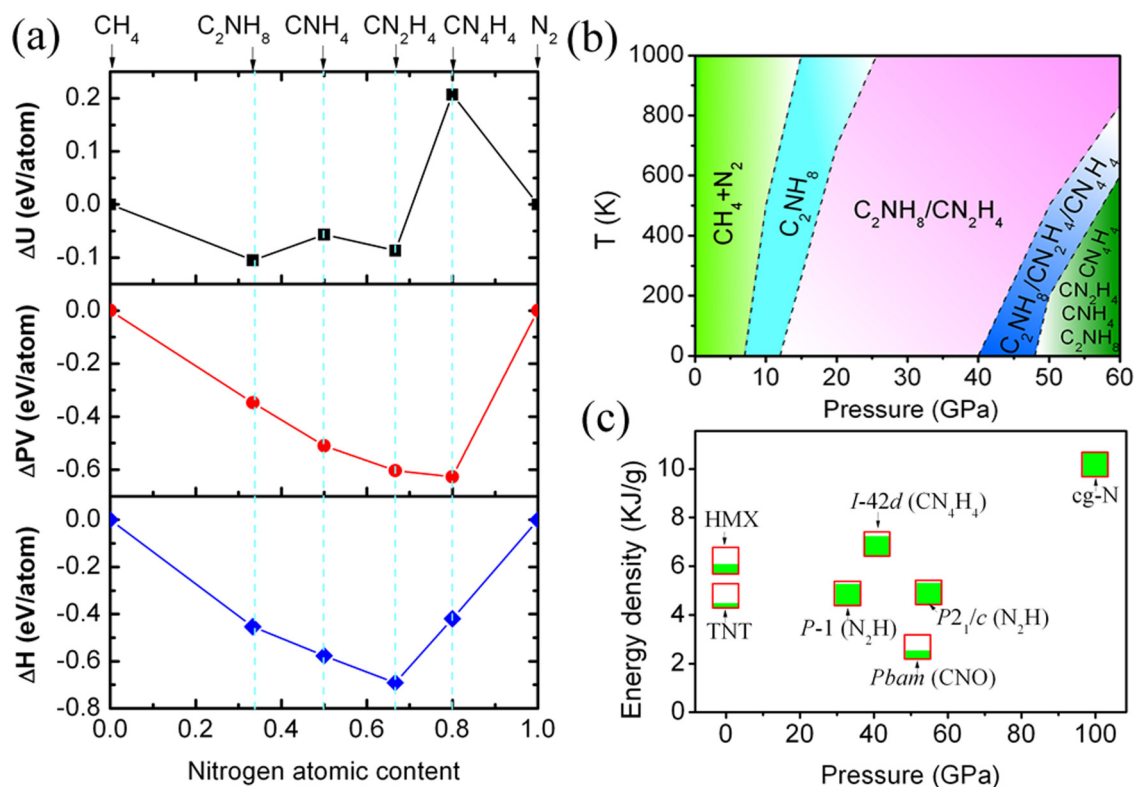 (a)
CH₄ C₂NH₈ CNH₄ CN₂H₄ CN₄H₄ N₂
ΔU (eV/atom)
0.2
0.1
0.0
-0.1
ΔPV (eV/atom)
0.0
-0.2
-0.4
-0.6
ΔH (eV/atom)
0.0
-0.2
-0.4
-0.6
-0.8
0.0 0.2 0.4 0.6 0.8 1.0
Nitrogen atomic content
(b)
T (K)
1000
800
600
400
200
0
CH₄+N₂
C₂NH₈
C₂NH₈/CN₂H₄
C₂NH₈/CN₂H₄/CN₄H₄
CN₄H₄
CN₂H₄
CNH₄
C₂NH₈
0 10 20 30 40 50 60
Pressure (GPa)
(c)
Energy density (KJ/g)
10
8
6
4
2
0
HMX
TNT
I-42d (CN₄H₄)
P-1 (N₂H)
P2₁/c (N₂H)
Pbam (CNO)
cg-N
0 20 40 60 80 100
Pressure (GPa)